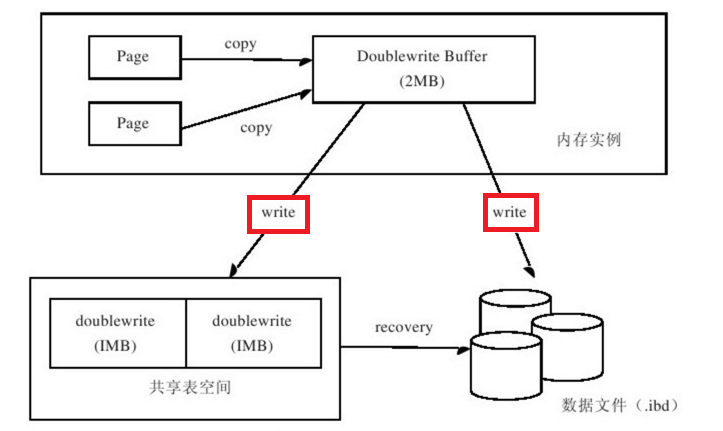 Page
copy
Doublewrite Buffer
(2MB)
Page
copy
内存实例
write
write
doublewrite
(IMB)
doublewrite
(IMB)
recovery
共享表空间
数据文件（.ibd）